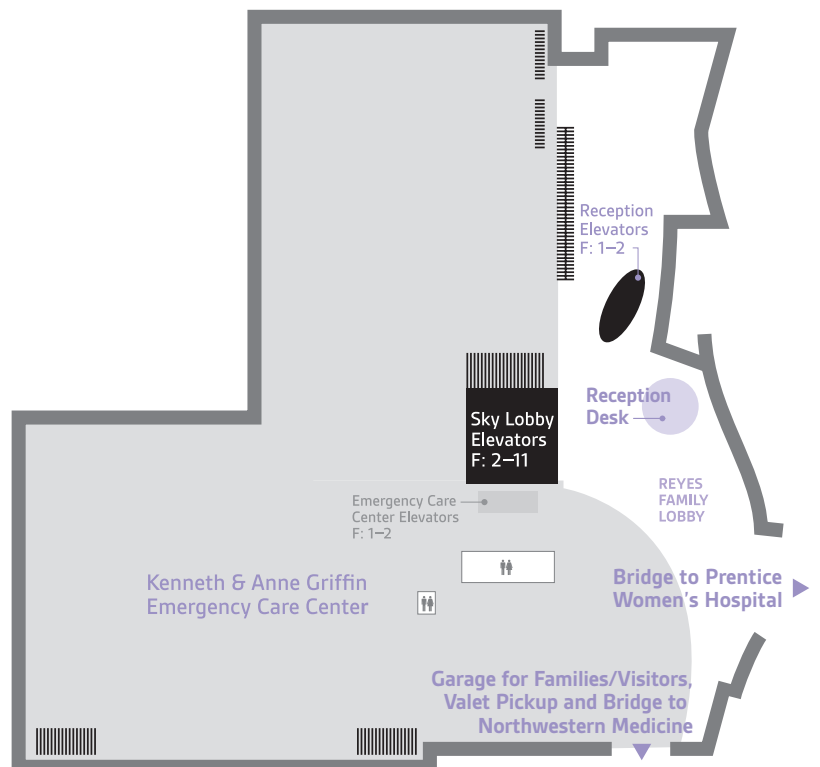 Reception
Elevators
F: 1–2
Sky Lobby
Elevators
F: 2–11
Reception
Desk
REYES
FAMILY
LOBBY
Emergency Care
Center Elevators
F: 1–2
Kenneth & Anne Griffin
Emergency Care Center
Bridge to Prentice
Women's Hospital
Garage for Families/Visitors,
Valet Pickup and Bridge to
Northwestern Medicine